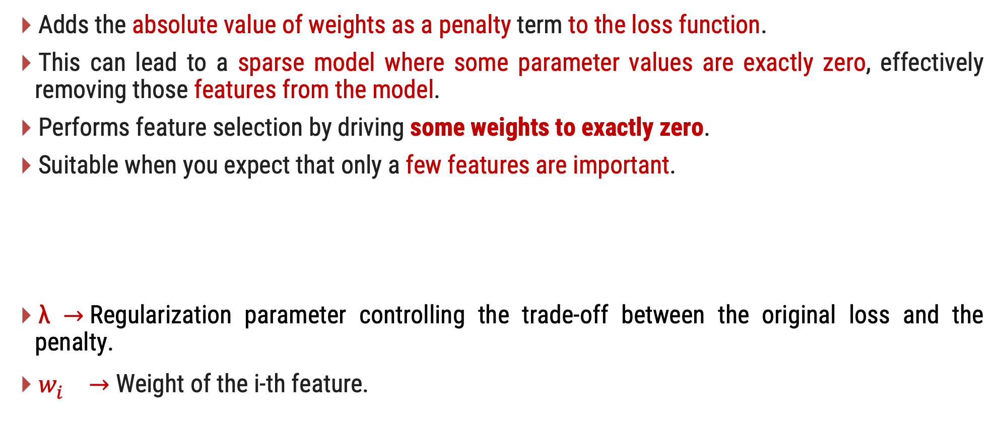 Adds the absolute value of weights as a penalty term to the loss function.
This can lead to a sparse model where some parameter values are exactly zero, effectively
removing those features from the model.
Performs feature selection by driving some weights to exactly zero.
Suitable when you expect that only a few features are important.
λ → Regularization parameter controlling the trade-off between the original loss and the
penalty.
wᵢ → Weight of the i-th feature.